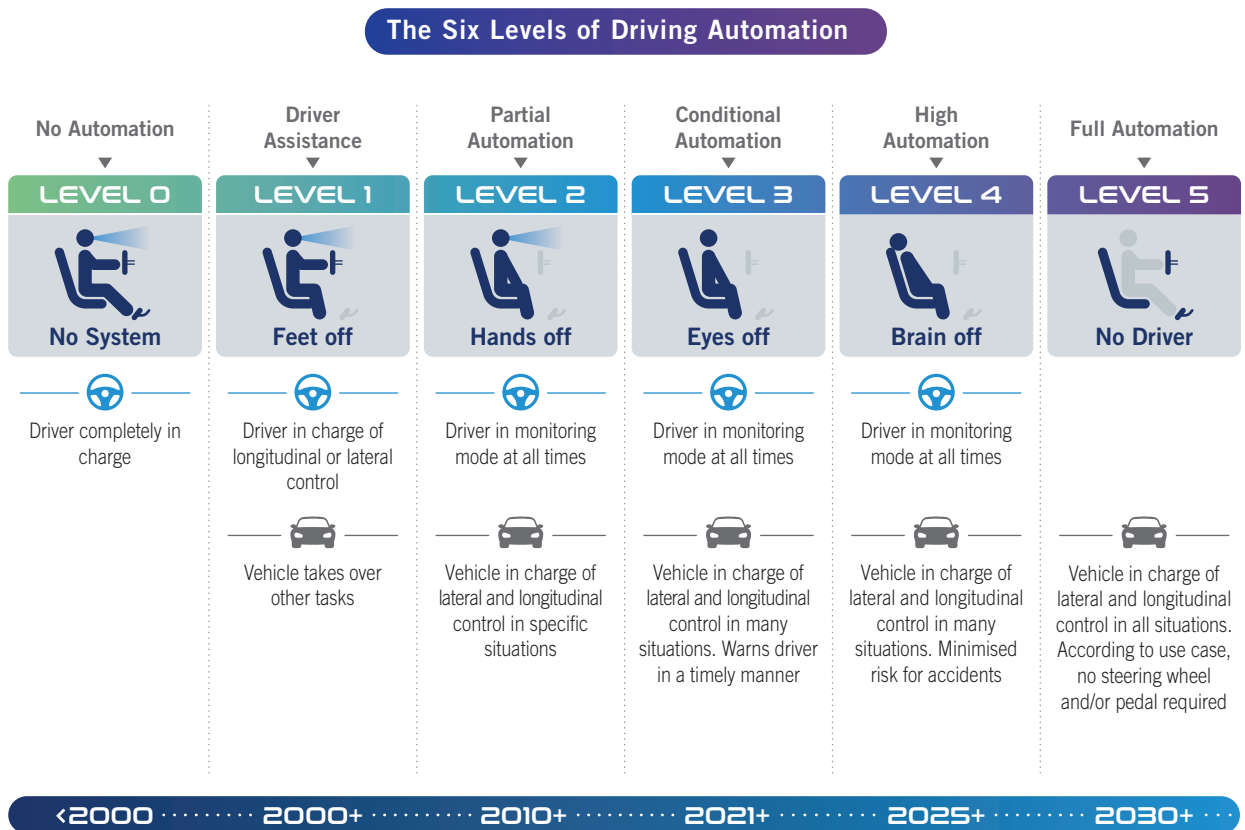 The Six Levels of Driving Automation
No Automation
LEVEL 0
No System
Driver completely in
charge
Driver
Assistance
LEVEL 1
Feet off
Driver in charge of
longitudinal or lateral
control
Vehicle takes over
other tasks
Partial
Automation
LEVEL 2
Hands off
Driver in monitoring
mode at all times
Vehicle in charge of
lateral and longitudinal
control in specific
situations
Conditional
Automation
LEVEL 3
Eyes off
Driver in monitoring
mode at all times
Vehicle in charge of
lateral and longitudinal
control in many
situations. Warns driver
in a timely manner
High
Automation
LEVEL 4
Brain off
Driver in monitoring
mode at all times
Vehicle in charge of
lateral and longitudinal
control in many
situations. Minimised
risk for accidents
Full Automation
LEVEL 5
No Driver
Vehicle in charge of
lateral and longitudinal
control in all situations.
According to use case,
no steering wheel
and/or pedal required
<2000 2000+ 2010+ 2021+ 2025+ 2030+